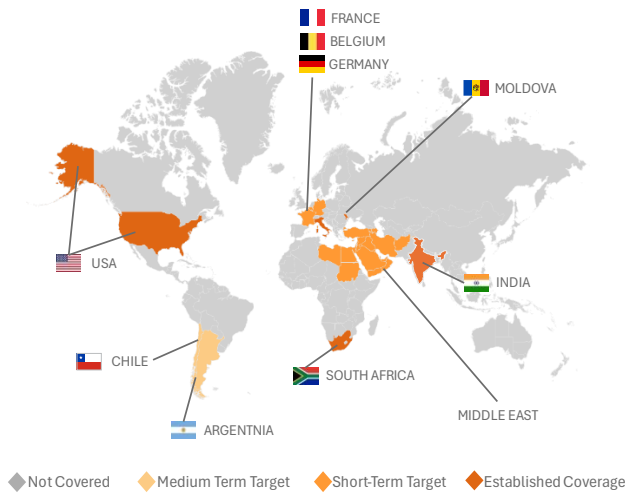 FRANCE
BELGIUM
GERMANY
MOLDOVA
USA
INDIA
CHILE
SOUTH AFRICA
MIDDLE EAST
ARGENTNIA
Not Covered
Medium Term Target
Short-Term Target
Established Coverage